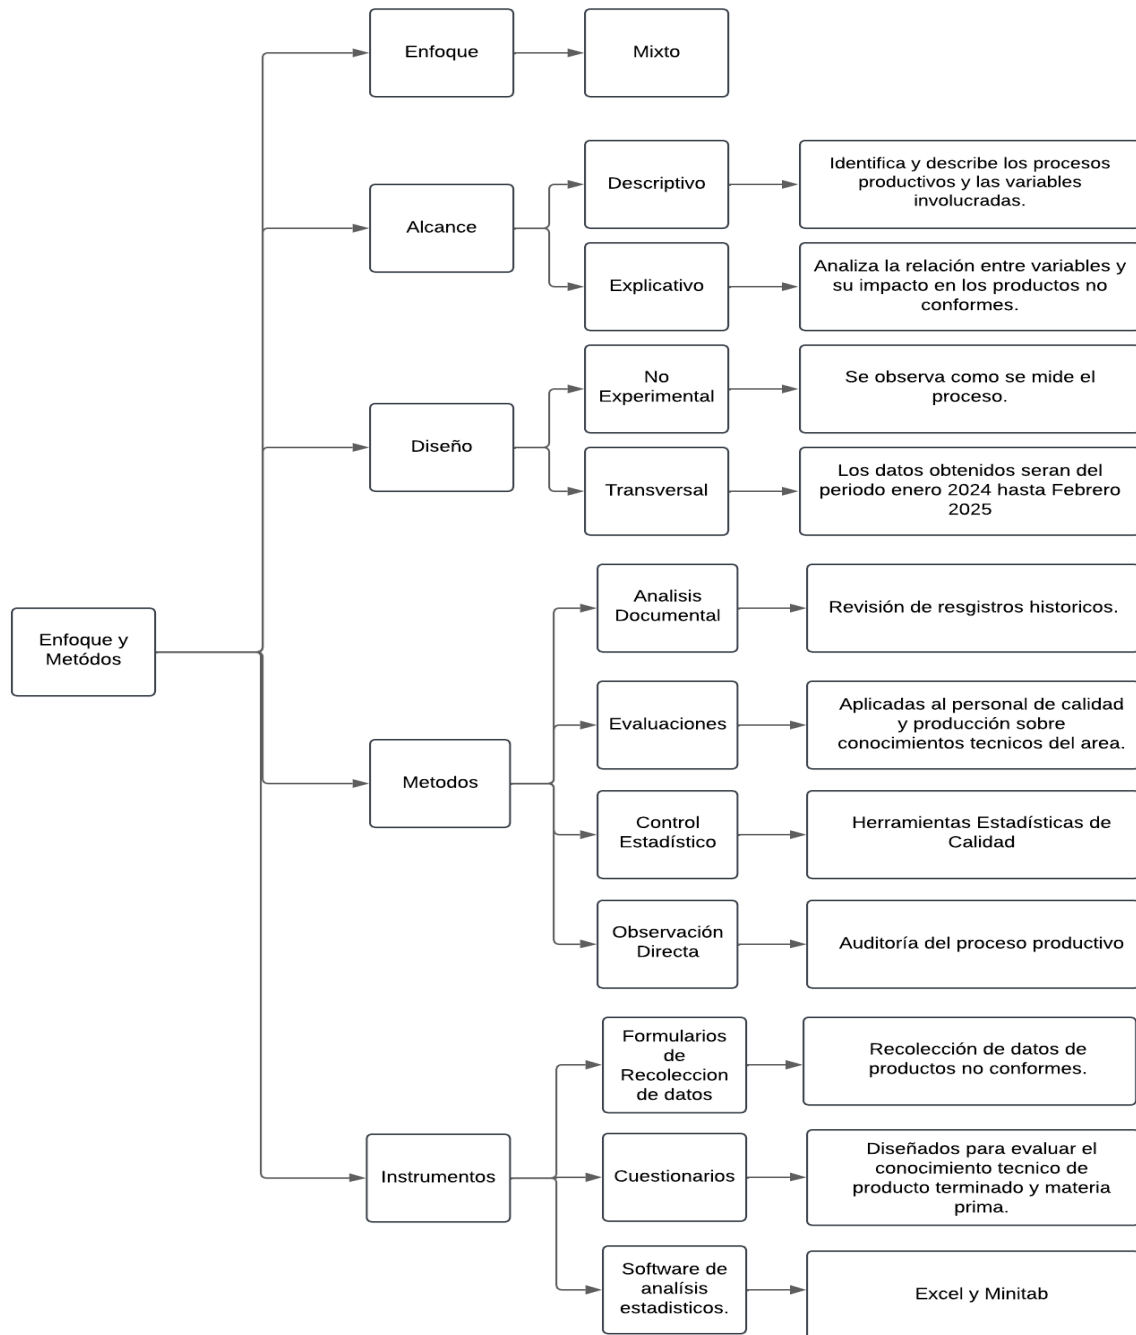 Enfoque y
Metódos
Enfoque
Mixto
Alcance
Descriptivo
Identifica y describe los procesos
productivos y las variables
involucradas.
Explicativo
Analiza la relación entre variables y
su impacto en los productos no
conformes.
Diseño
No
Experimental
Se observa como se mide el
proceso.
Transversal
Los datos obtenidos seran del
periodo enero 2024 hasta Febrero
2025
Metodos
Analisis
Documental
Revisión de resgistros historicos.
Evaluaciones
Aplicadas al personal de calidad
y producción sobre
conocimientos tecnicos del area.
Control
Estadístico
Herramientas Estadísticas de
Calidad
Observación
Directa
Auditoría del proceso productivo
Instrumentos
Formularios
de
Recoleccion
de datos
Recolección de datos de
productos no conformes.
Cuestionarios
Diseñados para evaluar el
conocimiento tecnico de
producto terminado y materia
prima.
Software de
analísis
estadisticos.
Excel y Minitab